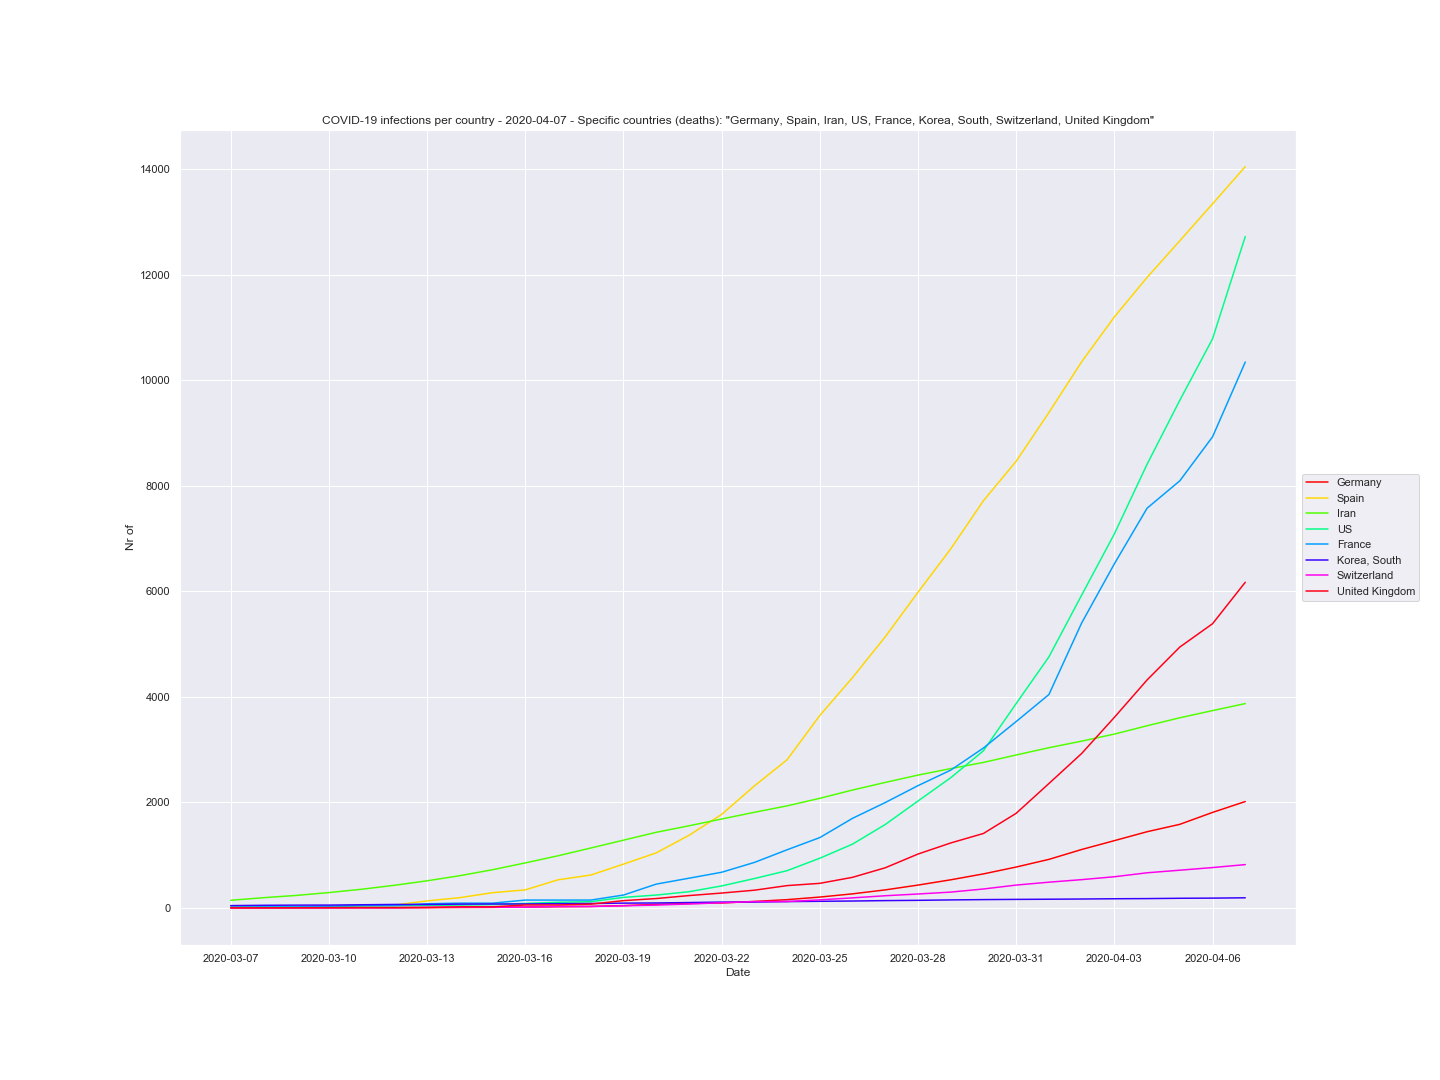 COVID-19 infections per country - 2020-04-07 - Specific countries (deaths): "Germany, Spain, Iran, US, France, Korea, South, Switzerland, United Kingdom"
14000
12000
10000
8000
6000
4000
2000
0
Nr of
2020-03-07 2020-03-10 2020-03-13 2020-03-16 2020-03-19 2020-03-22 2020-03-25 2020-03-28 2020-03-31 2020-04-03 2020-04-06
Date
Germany
Spain
Iran
US
France
Korea, South
Switzerland
United Kingdom